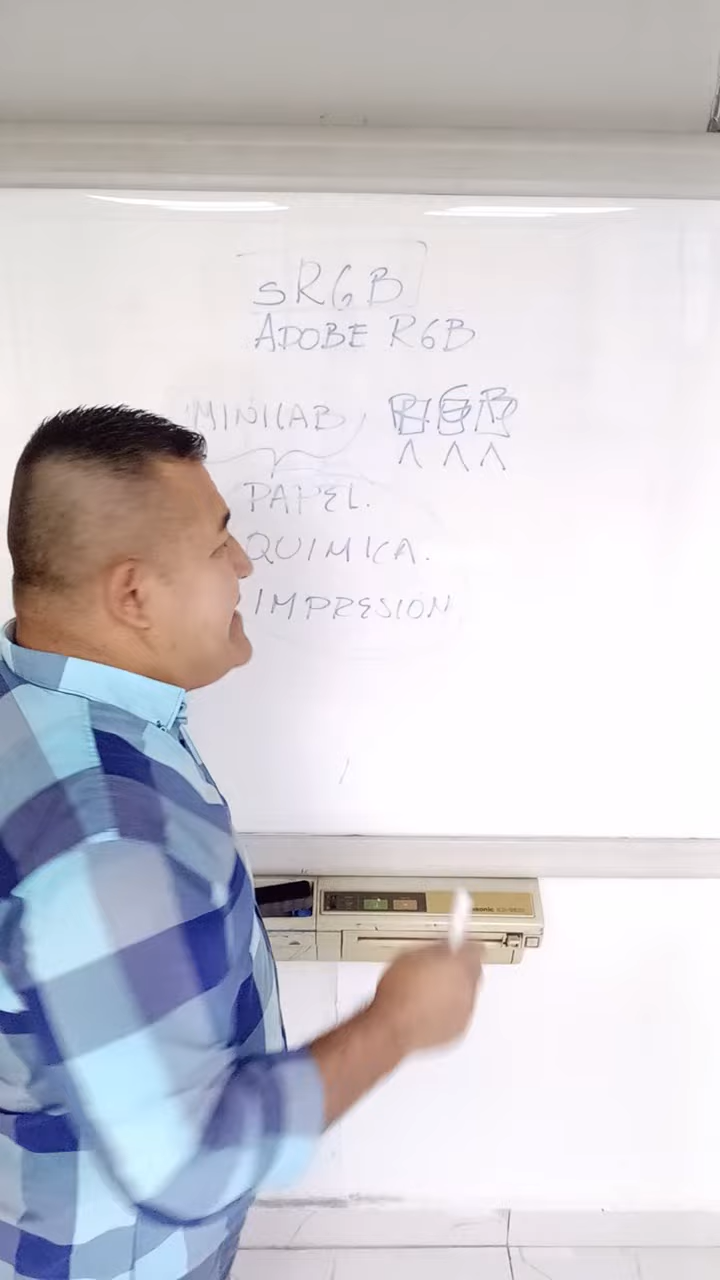 sRGB
ADOBE RGB
MINILAB RGB
PAPEL.
QUIMICA.
IMPRESION